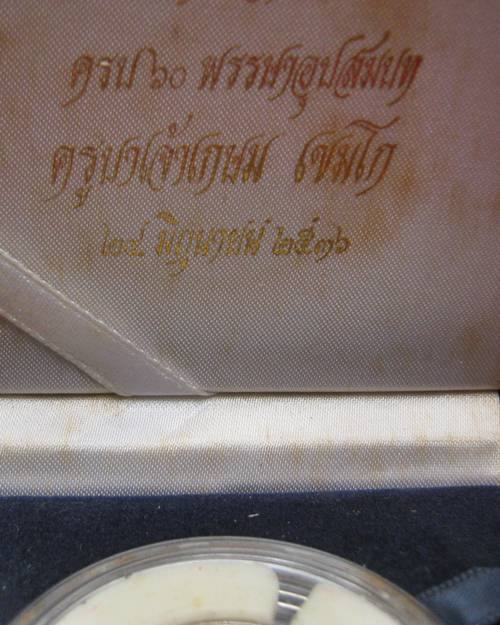 ครบ ๖๐ พรรษาอุปสมบท
ครูบาเจ้าเกษม เขมโก
๒๘ มิถุนายน ๒๕๓๖